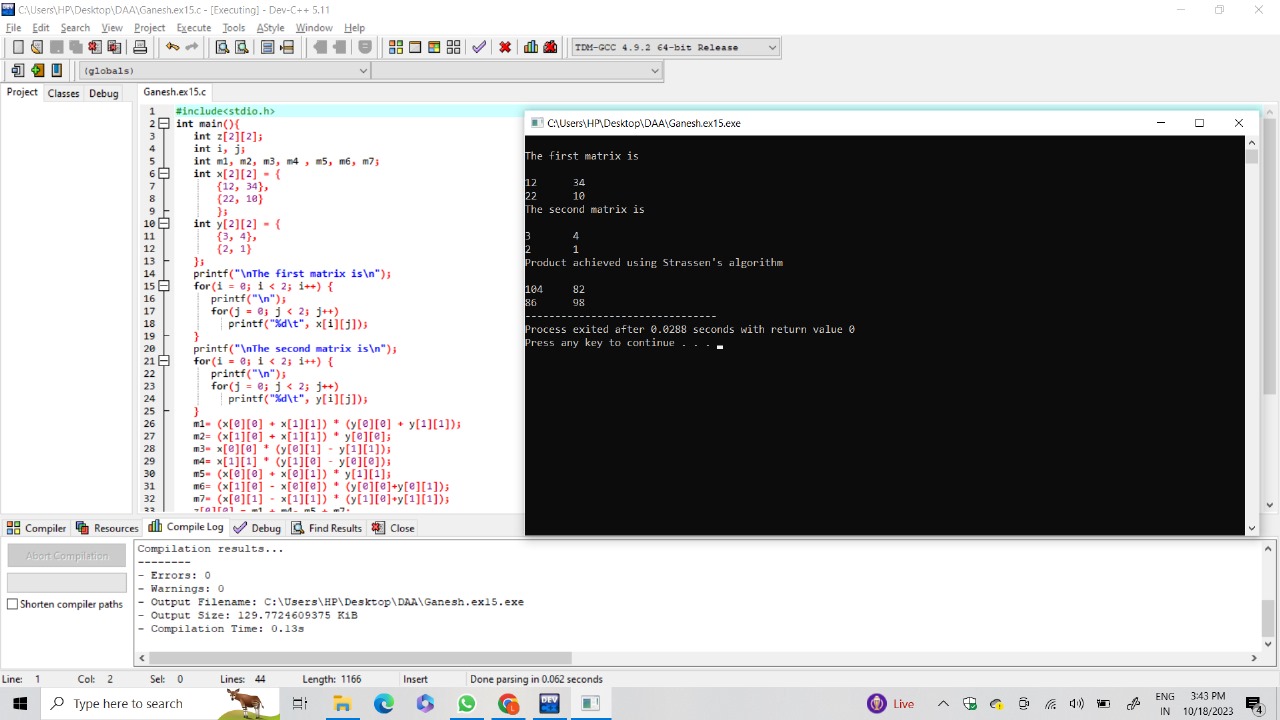 C:\Users\HP\Desktop\DAA\Ganesh.ex15.c - [Executing] - Dev-C++ 5.11
File Edit Search View Project Execute Tools AStyle Window Help
TDM-GCC 4.9.2 64-bit Release
(globals)
Project Classes Debug
Ganesh.ex15.c
1 #include<stdio.h>
2 int main(){
3 int z[2][2];
4 int i, j;
5 int m1, m2, m3, m4 , m5, m6, m7;
6 int x[2][2] = {
7 {12, 34},
8 {22, 10}
9 };
10 int y[2][2] = {
11 {3, 4},
12 {2, 1}
13 };
14 printf("\nThe first matrix is\n");
15 for(i = 0; i < 2; i++) {
16 printf("\n");
17 for(j = 0; j < 2; j++)
18 printf("%d\t", x[i][j]);
19 }
20 printf("\nThe second matrix is\n");
21 for(i = 0; i < 2; i++) {
22 printf("\n");
23 for(j = 0; j < 2; j++)
24 printf("%d\t", y[i][j]);
25 }
26 m1= (x[0][0] + x[1][1]) * (y[0][0] + y[1][1]);
27 m2= (x[1][0] + x[1][1]) * y[0][0];
28 m3= x[0][0] * (y[0][1] - y[1][1]);
29 m4= x[1][1] * (y[1][0] - y[0][0]);
30 m5= (x[0][0] + x[0][1]) * y[1][1];
31 m6= (x[1][0] - x[0][0]) * (y[0][0]+y[0][1]);
32 m7= (x[0][1] - x[1][1]) * (y[1][0]+y[1][1]);
33 z[0][0] = m1 + m4- m5 + m7;
C:\Users\HP\Desktop\DAA\Ganesh.ex15.exe
The first matrix is
12 34
22 10
The second matrix is
3 4
2 1
Product achieved using Strassen's algorithm
104 82
86 98
--------------------------------
Process exited after 0.0288 seconds with return value 0
Press any key to continue . . .
Compiler Resources Compile Log Debug Find Results Close
Abort Compilation
Shorten compiler paths
Compilation results...
--------
- Errors: 0
- Warnings: 0
- Output Filename: C:\Users\HP\Desktop\DAA\Ganesh.ex15.exe
- Output Size: 129.7724609375 KiB
- Compilation Time: 0.13s
Line: 1 Col: 2 Sel: 0 Lines: 44 Length: 1166 Insert Done parsing in 0.062 seconds
Type here to search
DEV
Live
ENG
IN
3:43 PM
10/18/2023
4